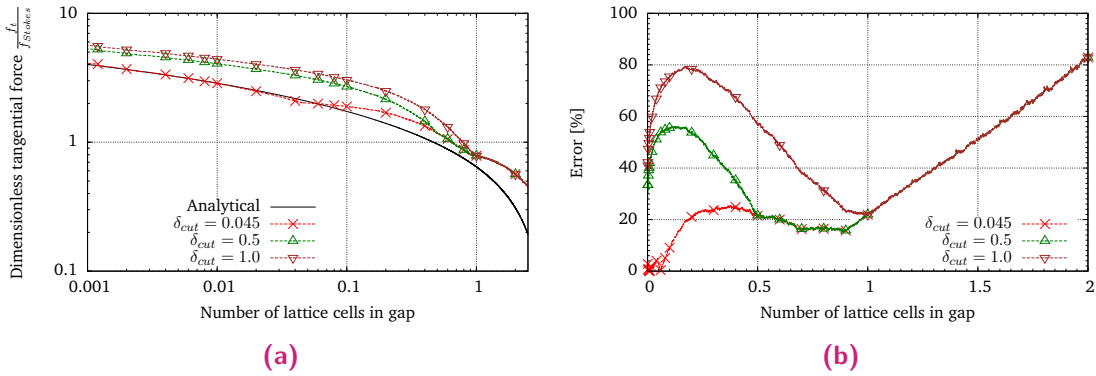 Dimensionless tangential force f_t / f_Stokes
10
1
0.1
0.001
0.01
0.1
1
Analytical
δ_cut = 0.045
δ_cut = 0.5
δ_cut = 1.0
Number of lattice cells in gap
(a)
Error [%]
100
80
60
40
20
0
0
0.5
1
1.5
2
δ_cut = 0.045
δ_cut = 0.5
δ_cut = 1.0
Number of lattice cells in gap
(b)